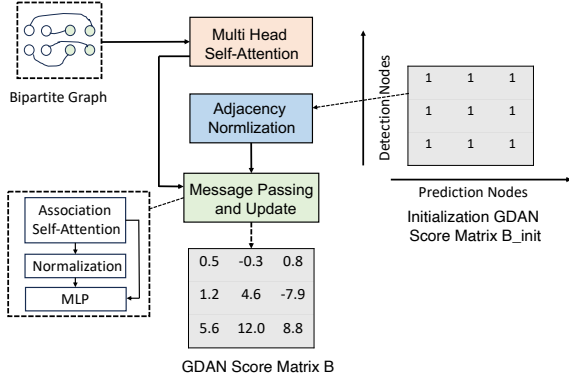 Bipartite Graph
Multi Head
Self-Attention
Adjacency
Normlization
Message Passing
and Update
Association
Self-Attention
Normalization
MLP
0.5 -0.3 0.8
1.2 4.6 -7.9
5.6 12.0 8.8
GDAN Score Matrix B
Detection Nodes
1 1 1
1 1 1
1 1 1
Prediction Nodes
Initialization GDAN
Score Matrix B_init